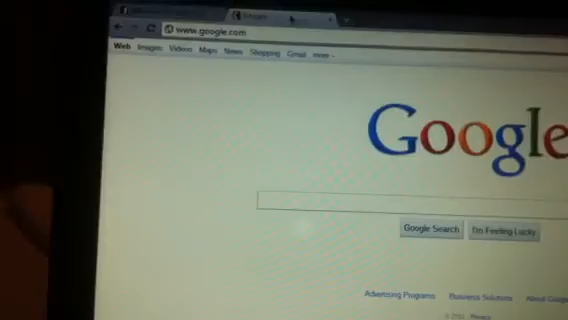 www.google.com
Web Images Videos Maps News Shopping Gmail more
Google
Google Search I'm Feeling Lucky
Advertising Programs Business Solutions About Google
Privacy